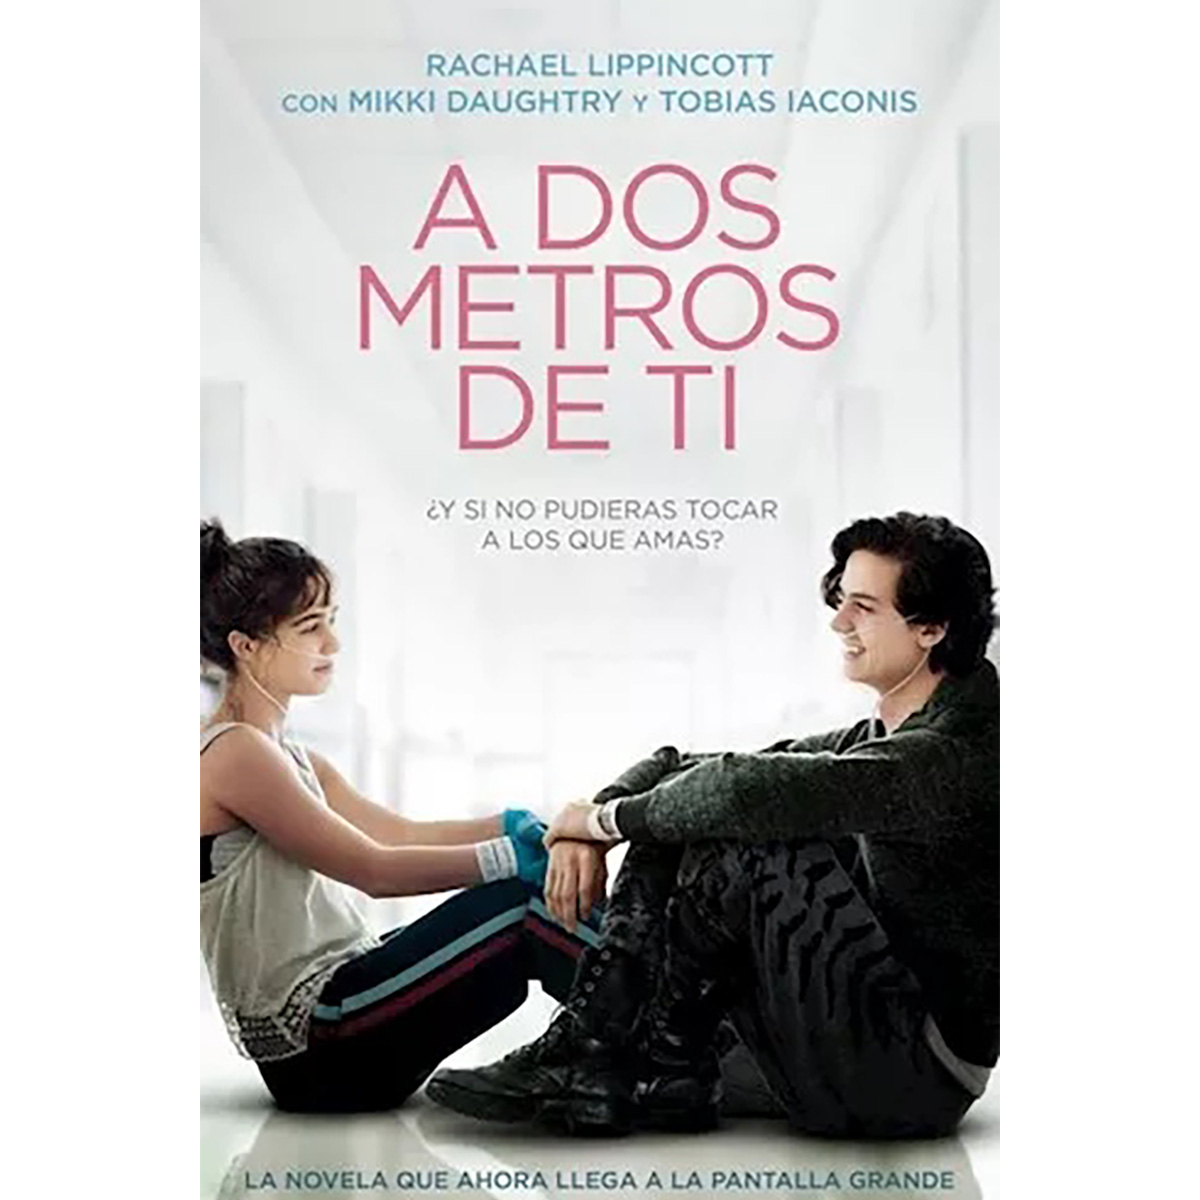 RACHAEL LIPPINCOTT
CON MIKKI DAUGHTRY Y TOBIAS IACONIS
A DOS
METROS
DE TI
¿Y SI NO PUDIERAS TOCAR
A LOS QUE AMAS?
LA NOVELA QUE AHORA LLEGA A LA PANTALLA GRANDE